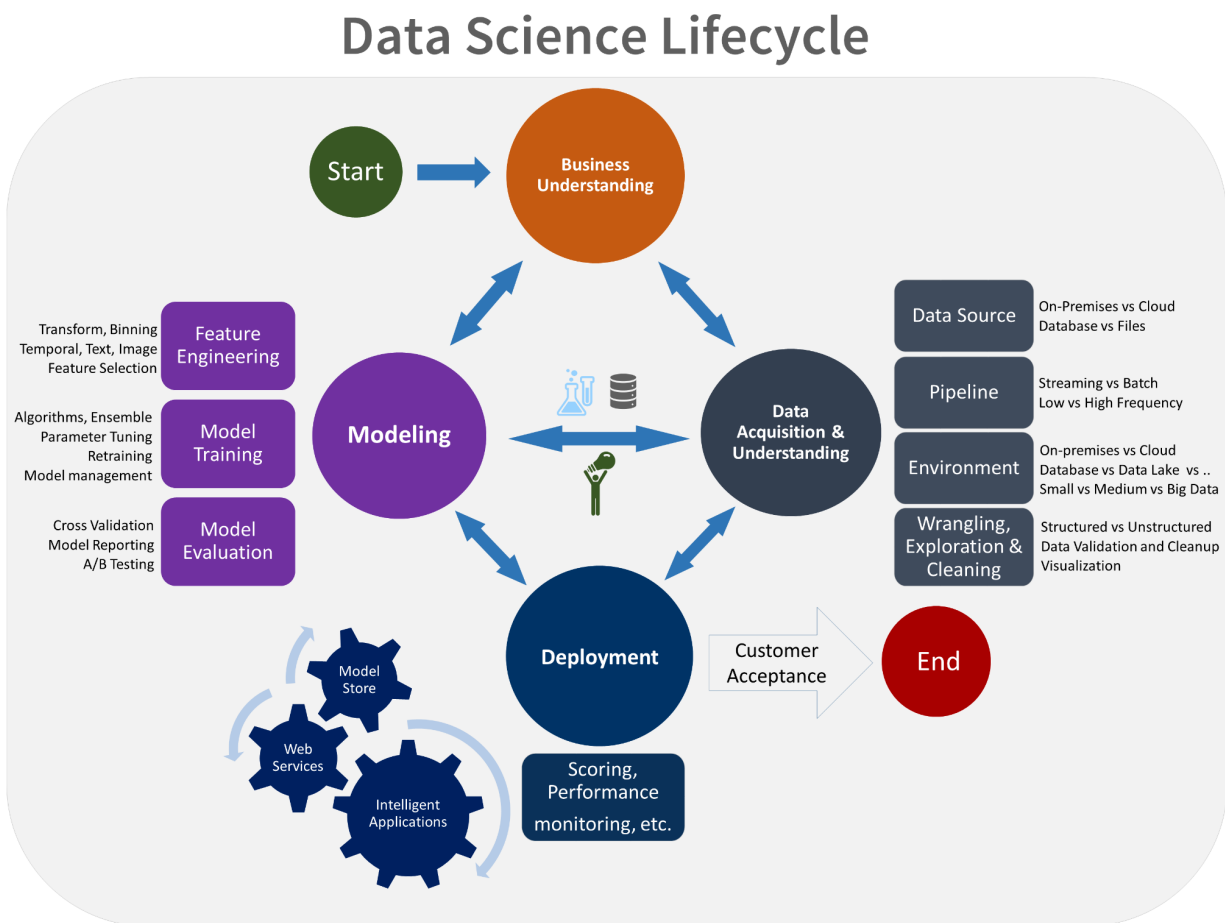 Data Science Lifecycle
Start
Business
Understanding
Transform, Binning
Temporal, Text, Image
Feature Selection
Feature
Engineering
Algorithms, Ensemble
Parameter Tuning
Retraining
Model management
Model
Training
Cross Validation
Model Reporting
A/B Testing
Model
Evaluation
Modeling
Data
Acquisition &
Understanding
Data Source
On-Premises vs Cloud
Database vs Files
Pipeline
Streaming vs Batch
Low vs High Frequency
Environment
On-premises vs Cloud
Database vs Data Lake vs ..
Small vs Medium vs Big Data
Wrangling,
Exploration &
Cleaning
Structured vs Unstructured
Data Validation and Cleanup
Visualization
Deployment
Customer
Acceptance
End
Model
Store
Web
Services
Intelligent
Applications
Scoring,
Performance
monitoring, etc.